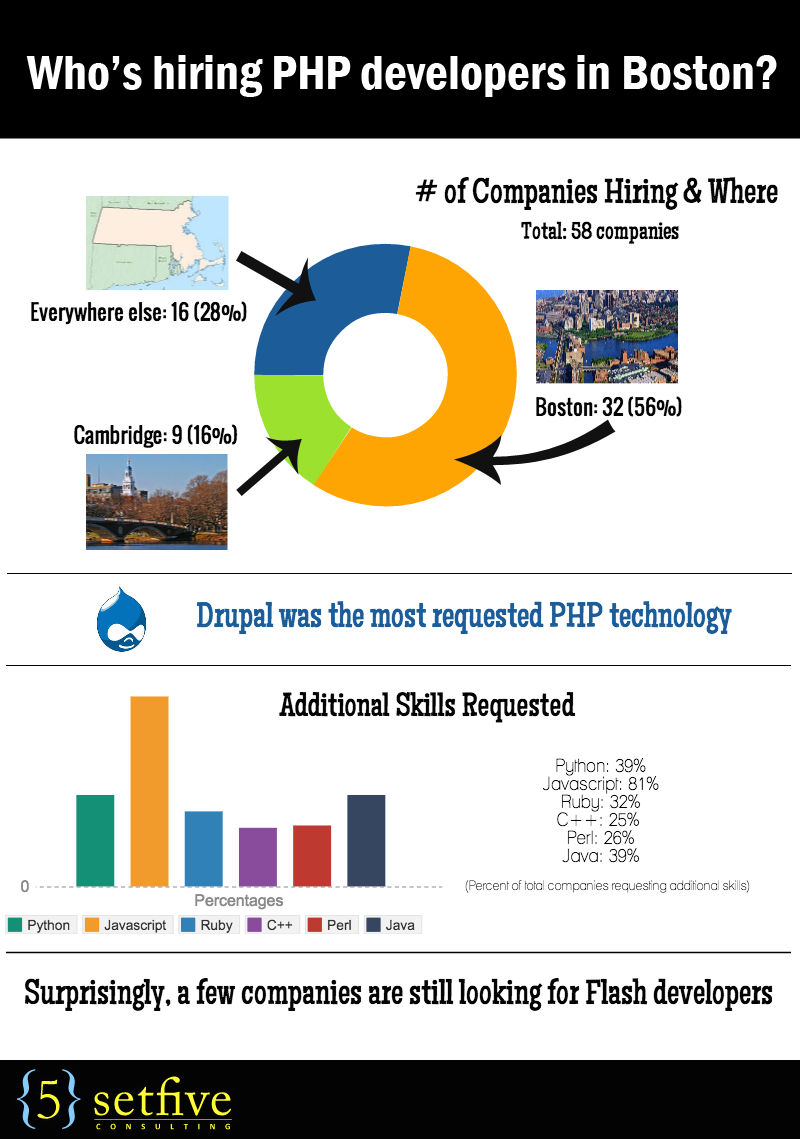 Who's hiring PHP developers in Boston?
# of Companies Hiring & Where
Total: 58 companies
Everywhere else: 16 (28%)
Boston: 32 (56%)
Cambridge: 9 (16%)
Drupal was the most requested PHP technology
Additional Skills Requested
Python: 39%
Javascript: 81%
Ruby: 32%
C++: 25%
Perl: 26%
Java: 39%
(Percent of total companies requesting additional skills)
0
Percentages
Python Javascript Ruby C++ Perl Java
Surprisingly, a few companies are still looking for Flash developers
{5} setfive
CONSULTING